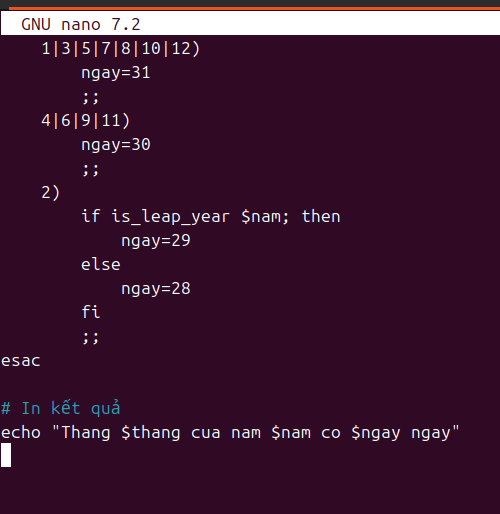 GNU nano 7.2
1|3|5|7|8|10|12)
ngay=31
;;
4|6|9|11)
ngay=30
;;
2)
if is_leap_year $nam; then
ngay=29
else
ngay=28
fi
;;
esac
# In kết quả
echo "Thang $thang cua nam $nam co $ngay ngay"